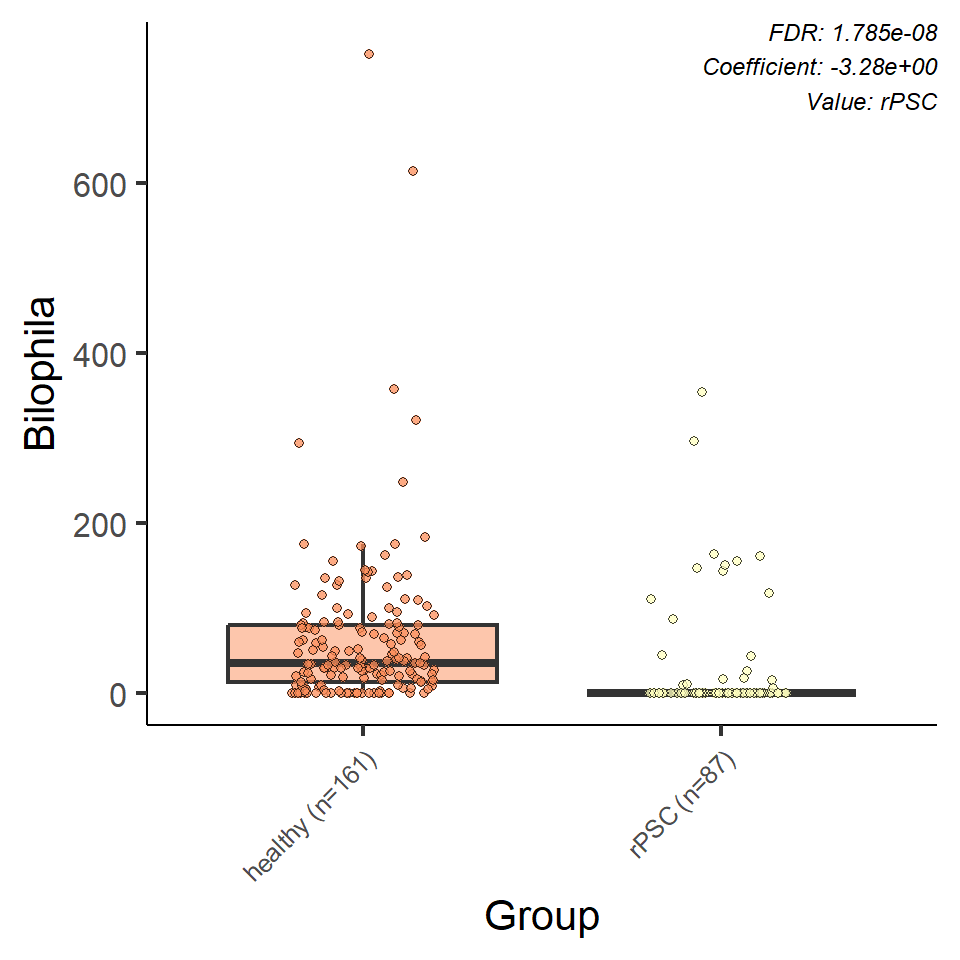 FDR: 1.785e-08
Coefficient: -3.28e+00
Value: rPSC
Bilophila
600
400
200
0
healthy (n=161)
rPSC (n=87)
Group